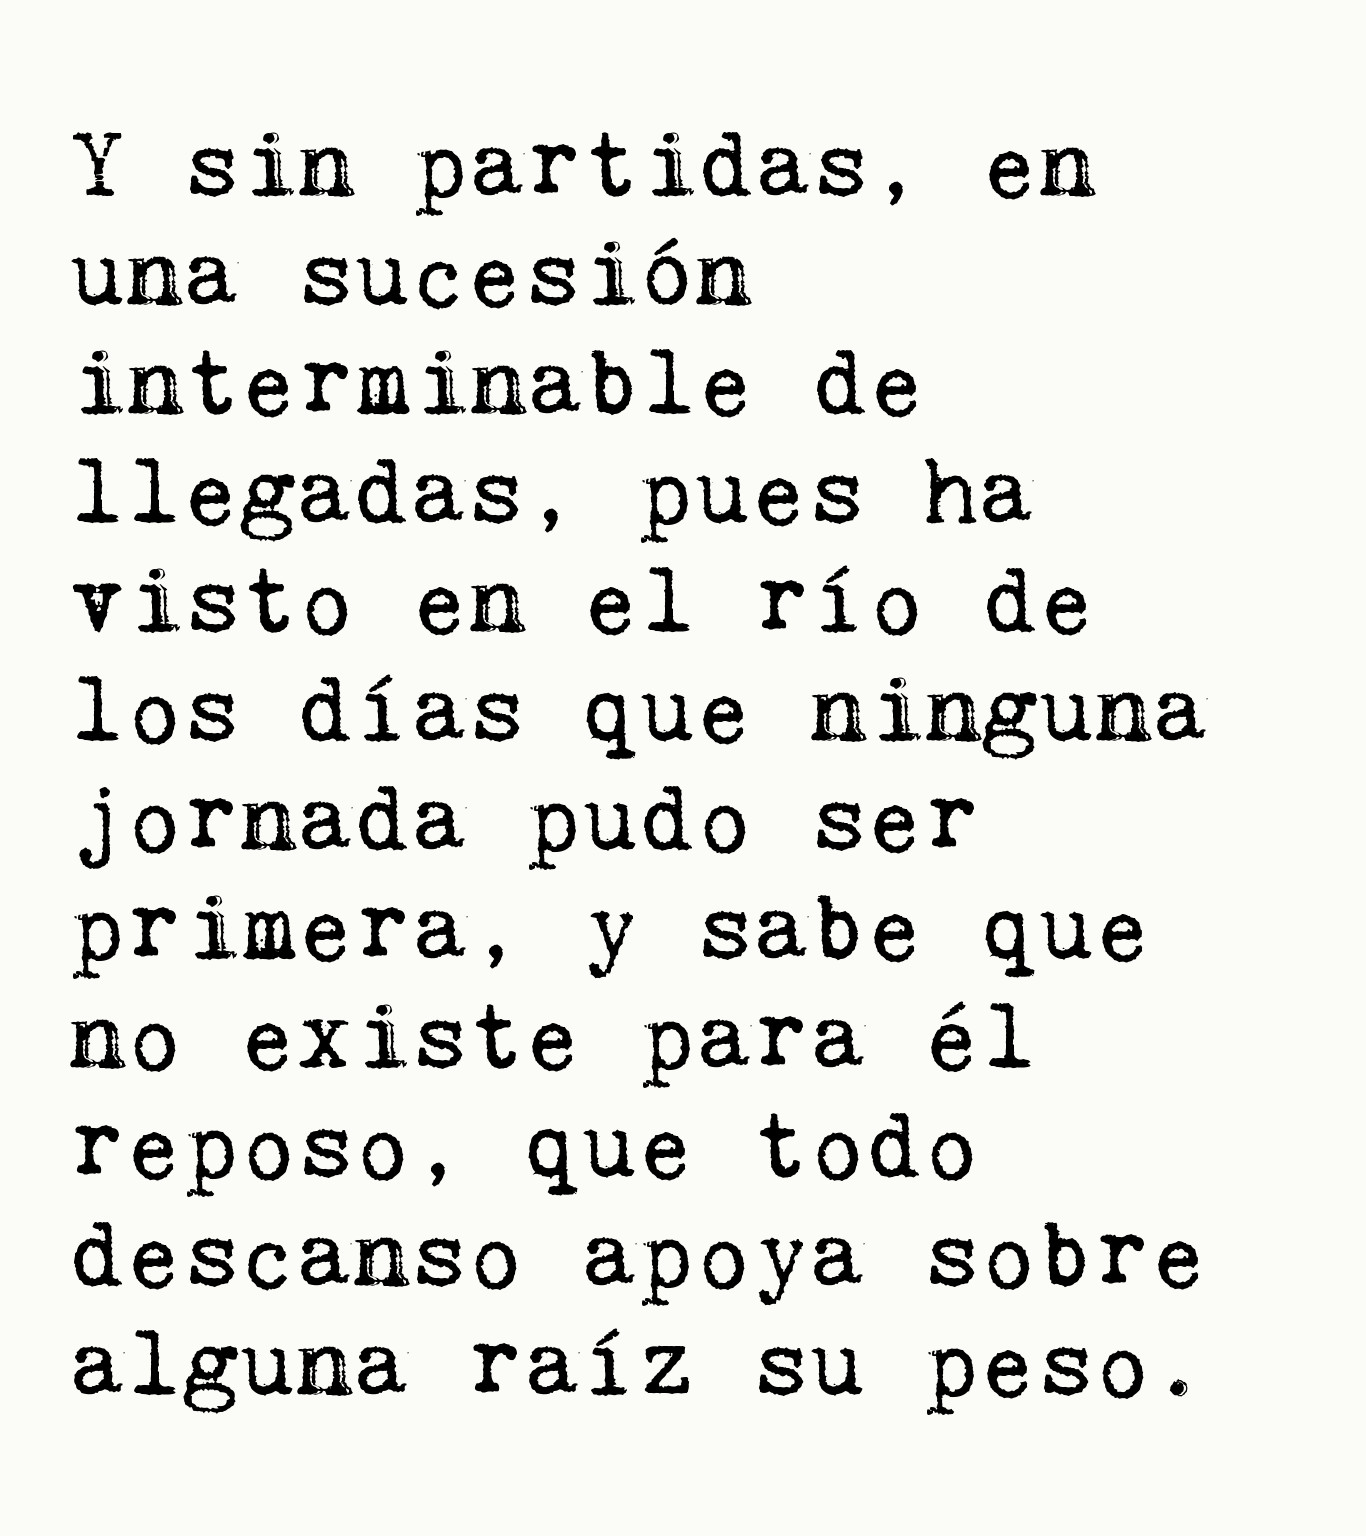 Y sin partidas, en
una sucesión
interminable de
llegadas, pues ha
visto en el río de
los días que ninguna
jornada pudo ser
primera, y sabe que
no existe para él
reposo, que todo
descanso apoya sobre
alguna raíz su peso.